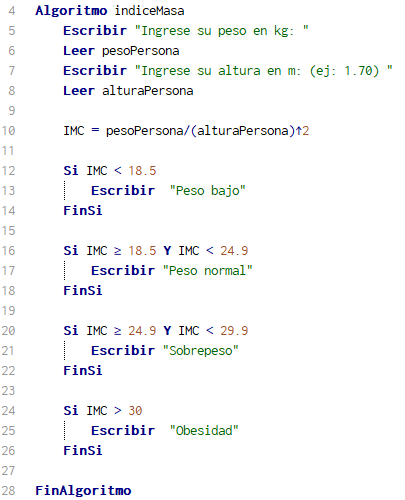 4 Algoritmo indiceMasa
5 Escribir "Ingrese su peso en kg: "
6 Leer pesoPersona
7 Escribir "Ingrese su altura en m: (ej: 1.70) "
8 Leer alturaPersona
9
10 IMC = pesoPersona/(alturaPersona)↑2
11
12 Si IMC < 18.5
13 Escribir  "Peso bajo"
14 FinSi
15
16 Si IMC ≥ 18.5 Y IMC < 24.9
17 Escribir "Peso normal"
18 FinSi
19
20 Si IMC ≥ 24.9 Y IMC < 29.9
21 Escribir "Sobrepeso"
22 FinSi
23
24 Si IMC > 30
25 Escribir  "Obesidad"
26 FinSi
27
28 FinAlgoritmo